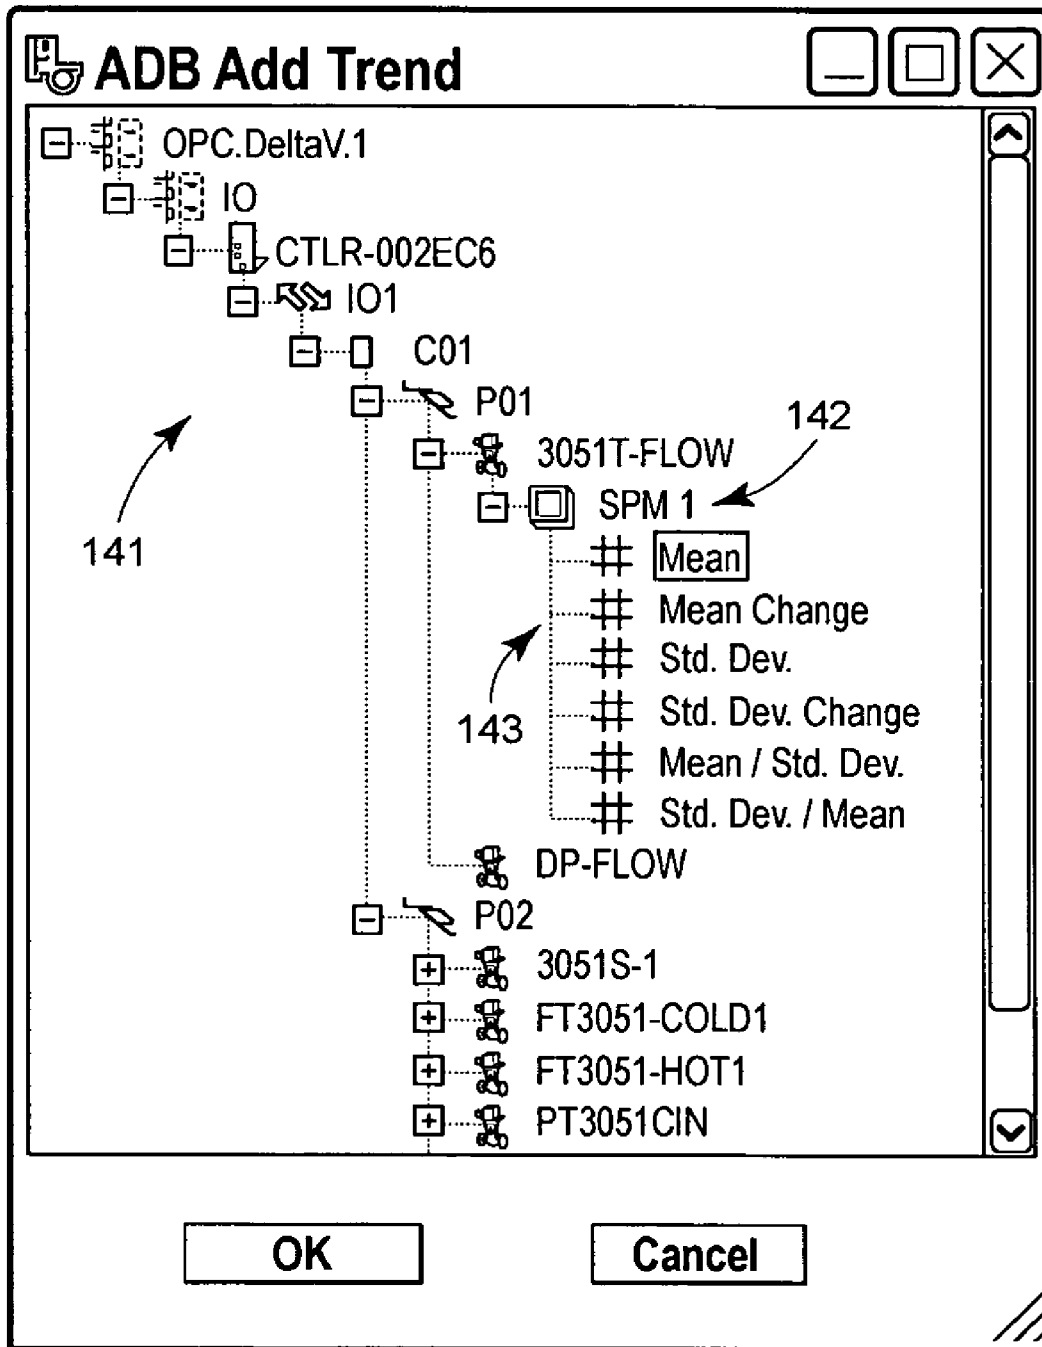 ADB Add Trend
OPC.DeltaV.1
IO
CTLR-002EC6
IO1
C01
P01
142
3051T-FLOW
SPM 1
141
Mean
Mean Change
Std. Dev.
143
Std. Dev. Change
Mean / Std. Dev.
Std. Dev. / Mean
DP-FLOW
P02
3051S-1
FT3051-COLD1
FT3051-HOT1
PT3051CIN
OK
Cancel